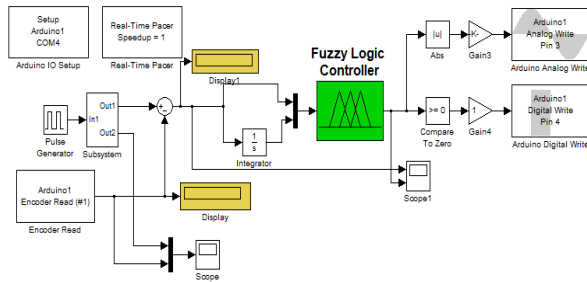 Setup
Arduino1
COM4
Arduino IO Setup
Real-Time Pacer
Speedup = 1
Real-Time Pacer
Display1
Fuzzy Logic
Controller
|u|
Abs
-K-
Gain3
Arduino1
Analog Write
Pin 3
Arduino Analog Write
Pulse
Generator
In1
Out1
Out2
Subsystem
+
-
1
s
Integrator
>= 0
Compare
To Zero
1
Gain4
Arduino1
Digital Write
Pin 4
Arduino Digital Write
Scope1
Arduino1
Encoder Read (#1)
Encoder Read
Display
Scope